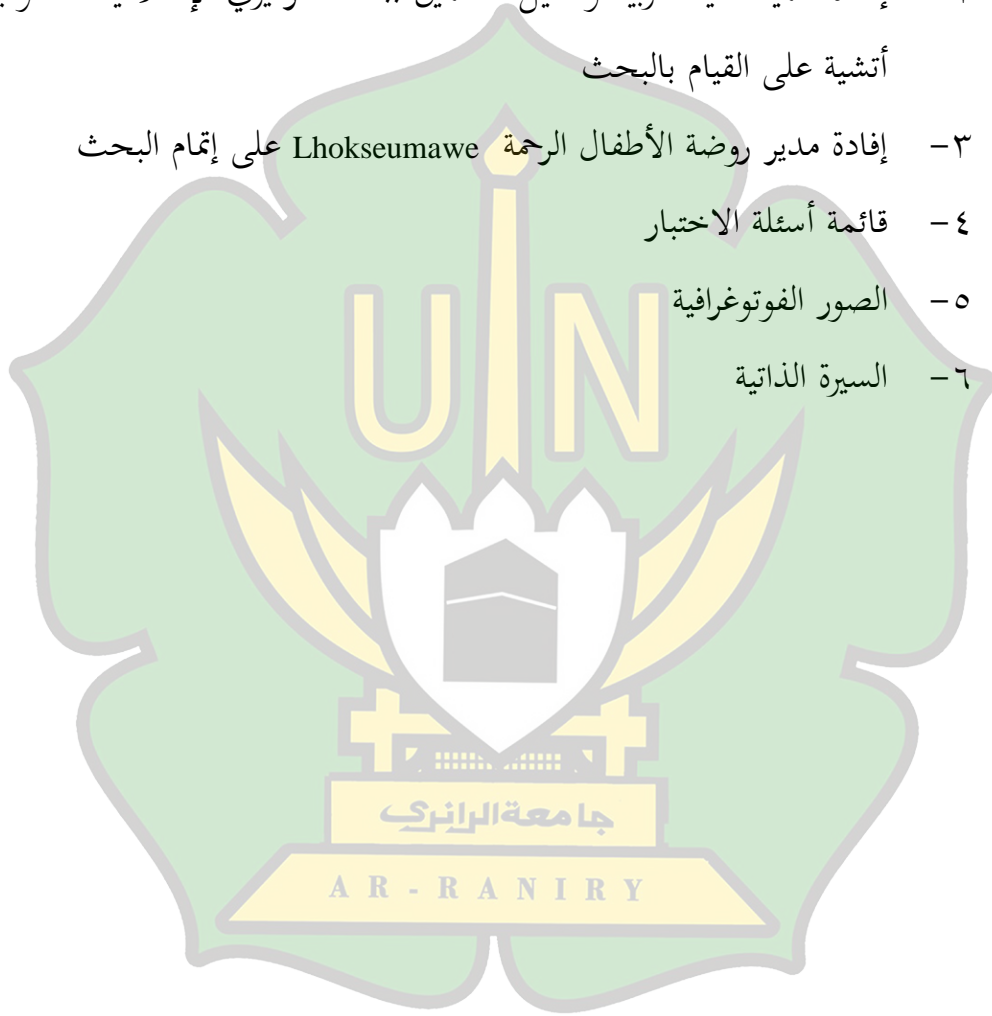 أتشية على القيام بالبحث
٣- إفادة مدير روضة الأطفال الرحمة Lhokseumawe على إتمام البحث
٤- قائمة أسئلة الاختبار
٥- الصور الفوتوغرافية
٦- السيرة الذاتية
UIN
جامعة الرانري
AR-RANIRY